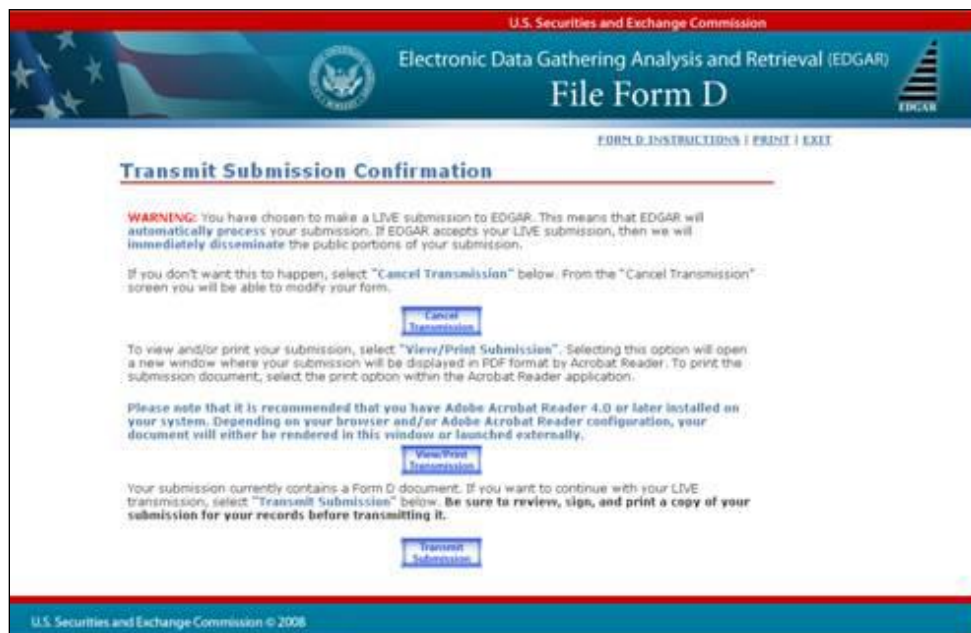 U.S. Securities and Exchange Commission
Electronic Data Gathering Analysis and Retrieval (EDGAR)
File Form D
EDGAR
FORM D INSTRUCTIONS | PRINT | EXIT
Transmit Submission Confirmation
WARNING: You have chosen to make a LIVE submission to EDGAR. This means that EDGAR will
automatically process your submission. If EDGAR accepts your LIVE submission, then we will
immediately disseminate the public portions of your submission.
If you don't want this to happen, select "Cancel Transmission" below. From the "Cancel Transmission"
screen you will be able to modify your form.
Cancel
Transmission
To view and/or print your submission, select "View/Print Submission". Selecting this option will open
a new window where your submission will be displayed in PDF format by Acrobat Reader. To print the
submission document, select the print option within the Acrobat Reader application.
Please note that it is recommended that you have Adobe Acrobat Reader 4.0 or later installed on
your system. Depending on your browser and/or Adobe Acrobat Reader configuration, your
document will either be rendered in this window or launched externally.
View/Print
Transmission
Your submission currently contains a Form D document. If you want to continue with your LIVE
transmission, select "Transmit Submission" below. Be sure to review, sign, and print a copy of your
submission for your records before transmitting it.
Transmit
Submission
U.S. Securities and Exchange Commission © 2008